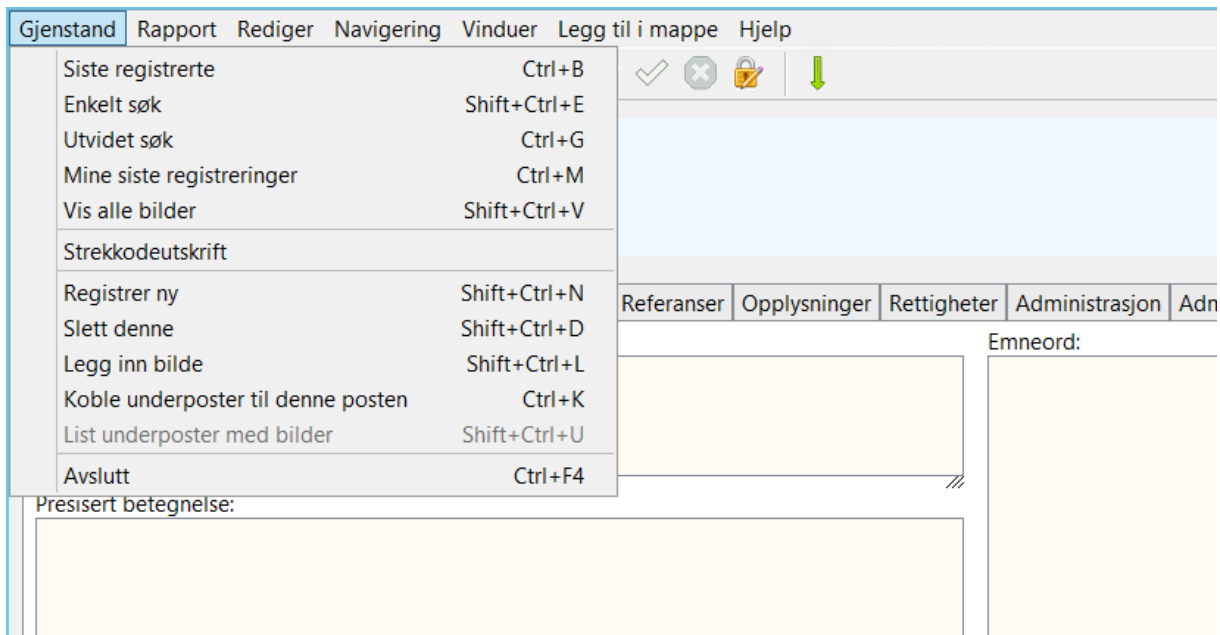 Gjenstand Rapport Rediger Navigering Vinduer Legg til i mappe Hjelp
Siste registrerte Ctrl+B
Enkelt søk Shift+Ctrl+E
Utvidet søk Ctrl+G
Mine siste registreringer Ctrl+M
Vis alle bilder Shift+Ctrl+V
Strekkodeutskrift
Registrer ny Shift+Ctrl+N
Slett denne Shift+Ctrl+D
Legg inn bilde Shift+Ctrl+L
Koble underposter til denne posten Ctrl+K
List underposter med bilder Shift+Ctrl+U
Avslutt Ctrl+F4
Referanser Opplysninger Rettigheter Administrasjon Adm
Emneord:
Presisert betegnelse: